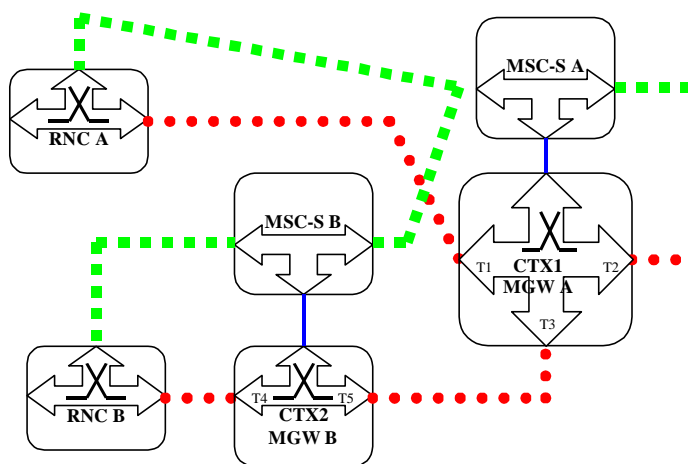 MSC-S A
RNC A
MSC-S B
T1
CTX1
T2
MGW A
T3
RNC B
T4
CTX2
T5
MGW B